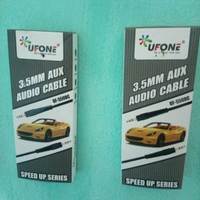 UFONE
3.5MM AUX
AUDIO CABLE
SPEED UP SERIES
UFONE
3.5MM AUX
AUDIO CABLE
SPEED UP SERIES